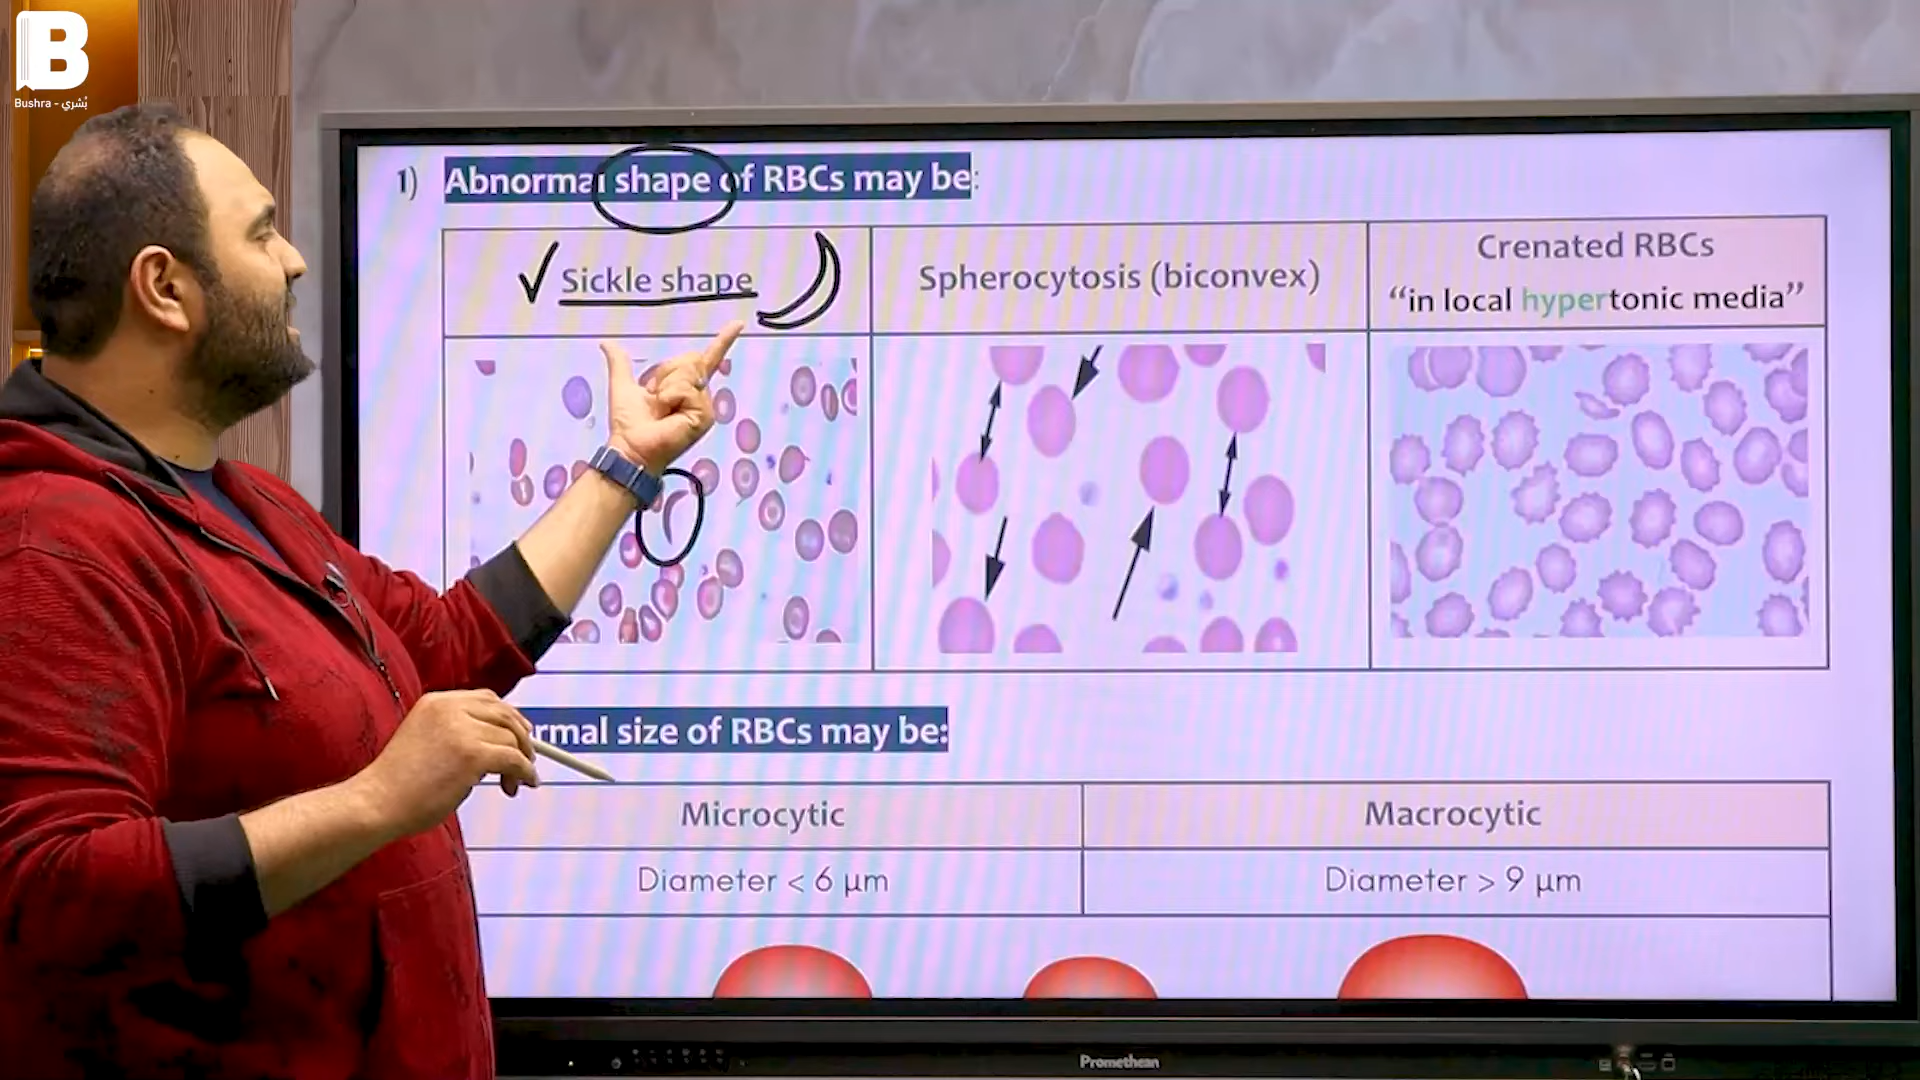 B
Bushra - بُشري
1) Abnormal shape of RBCs may be:
Sickle shape
Spherocytosis (biconvex)
Crenated RBCs
“in local hypertonic media”
rmal size of RBCs may be:
Microcytic
Macrocytic
Diameter < 6 µm
Diameter > 9 µm
Promethean